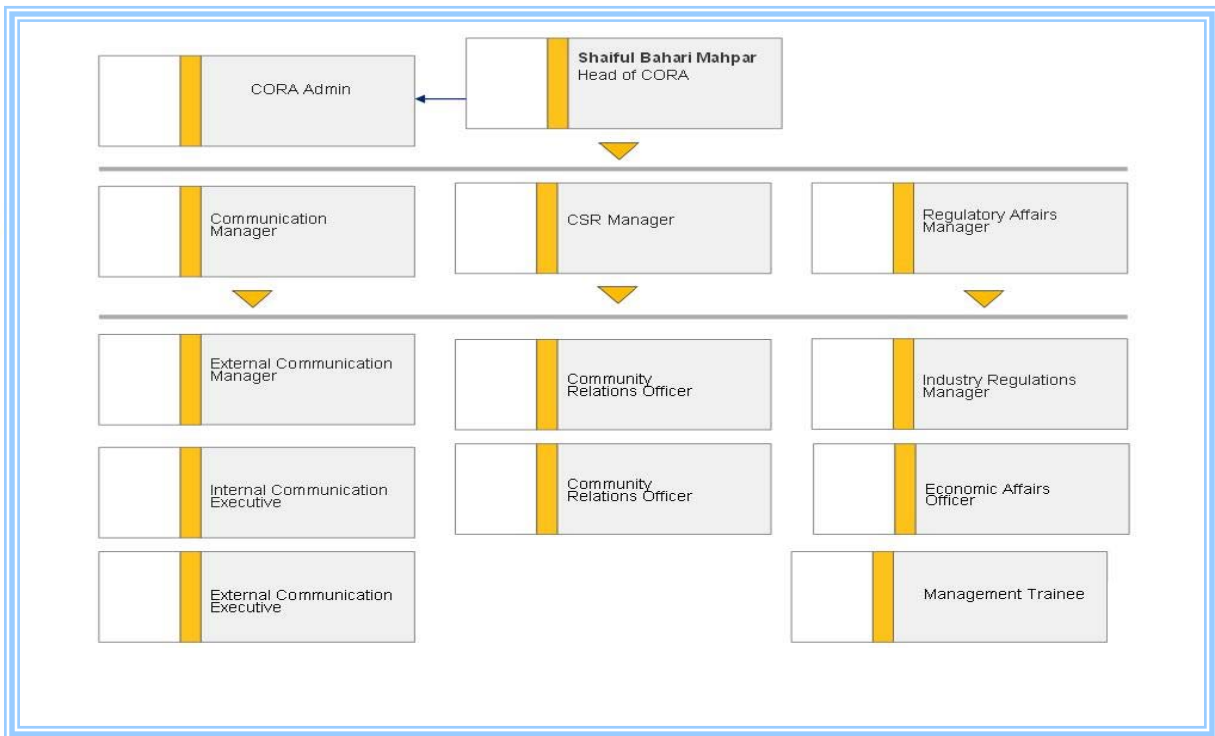 Shaiful Bahari Mahpar
Head of CORA
CORA Admin
Communication
Manager
CSR Manager
Regulatory Affairs
Manager
External Communication
Manager
Community
Relations Officer
Industry Regulations
Manager
Internal Communication
Executive
Community
Relations Officer
Economic Affairs
Officer
External Communication
Executive
Management Trainee